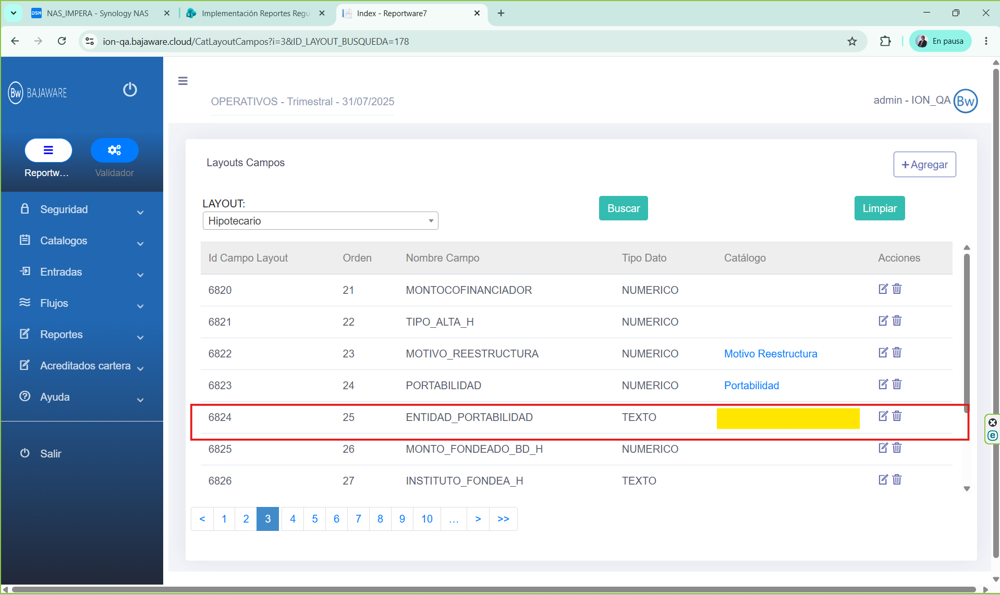 NAS_IMPERA - Synology NAS
Implementación Reportes Regu
Index - Reportware7
ion-qa.bajaware.cloud/CatLayoutCampos?i=3&ID_LAYOUT_BUSQUEDA=178
En pausa
Bw BAJAWARE
OPERATIVOS - Trimestral - 31/07/2025
admin - ION_QA
Bw
Reportw...
Validador
Seguridad
Catalogos
Entradas
Flujos
Reportes
Acreditados cartera
Ayuda
Salir
Layouts Campos
+Agregar
LAYOUT:
Hipotecario
Buscar
Limpiar
Id Campo Layout Orden Nombre Campo Tipo Dato Catálogo Acciones
6820 21 MONTOCOFINANCIADOR NUMERICO
6821 22 TIPO_ALTA_H NUMERICO
6822 23 MOTIVO_REESTRUCTURA NUMERICO Motivo Reestructura
6823 24 PORTABILIDAD NUMERICO Portabilidad
6824 25 ENTIDAD_PORTABILIDAD TEXTO
6825 26 MONTO_FONDEADO_BD_H NUMERICO
6826 27 INSTITUTO_FONDEA_H TEXTO
< 1 2 3 4 5 6 7 8 9 10 ... > >>